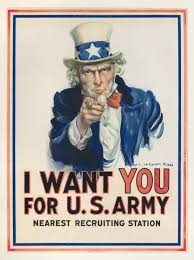 I WANT YOU
FOR U.S. ARMY
NEAREST RECRUITING STATION